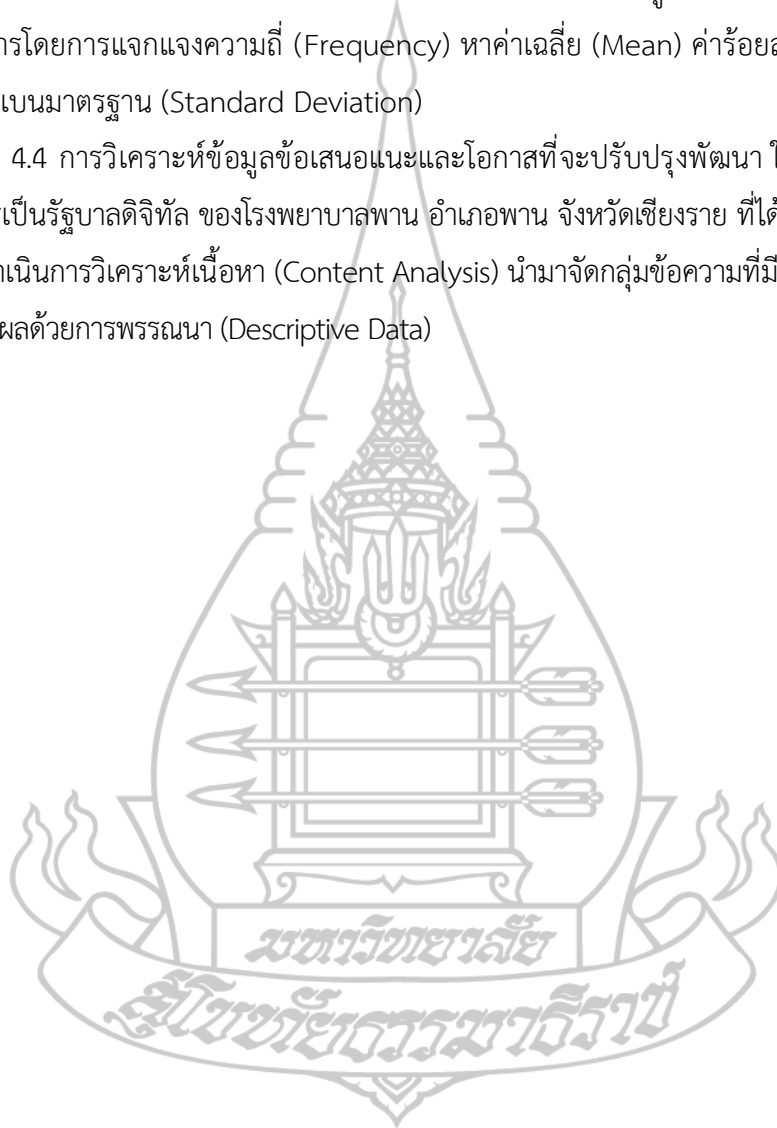 ารโดยการแจกแจงความถี่ (Frequency) หาค่าเฉลี่ย (Mean) ค่าร้อยล
แบนมาตรฐาน (Standard Deviation)
4.4 การวิเคราะห์ข้อมูลข้อเสนอแนะและโอกาสที่จะปรับปรุงพัฒนา ใ
รเป็นรัฐบาลดิจิทัล ของโรงพยาบาลพาน อำเภอพาน จังหวัดเชียงราย ที่ได้
ำเนินการวิเคราะห์เนื้อหา (Content Analysis) นำมาจัดกลุ่มข้อความที่มี
ผลด้วยการพรรณนา (Descriptive Data)
มหาวิทยาลัย
สุโขทัยธรรมาธิราช